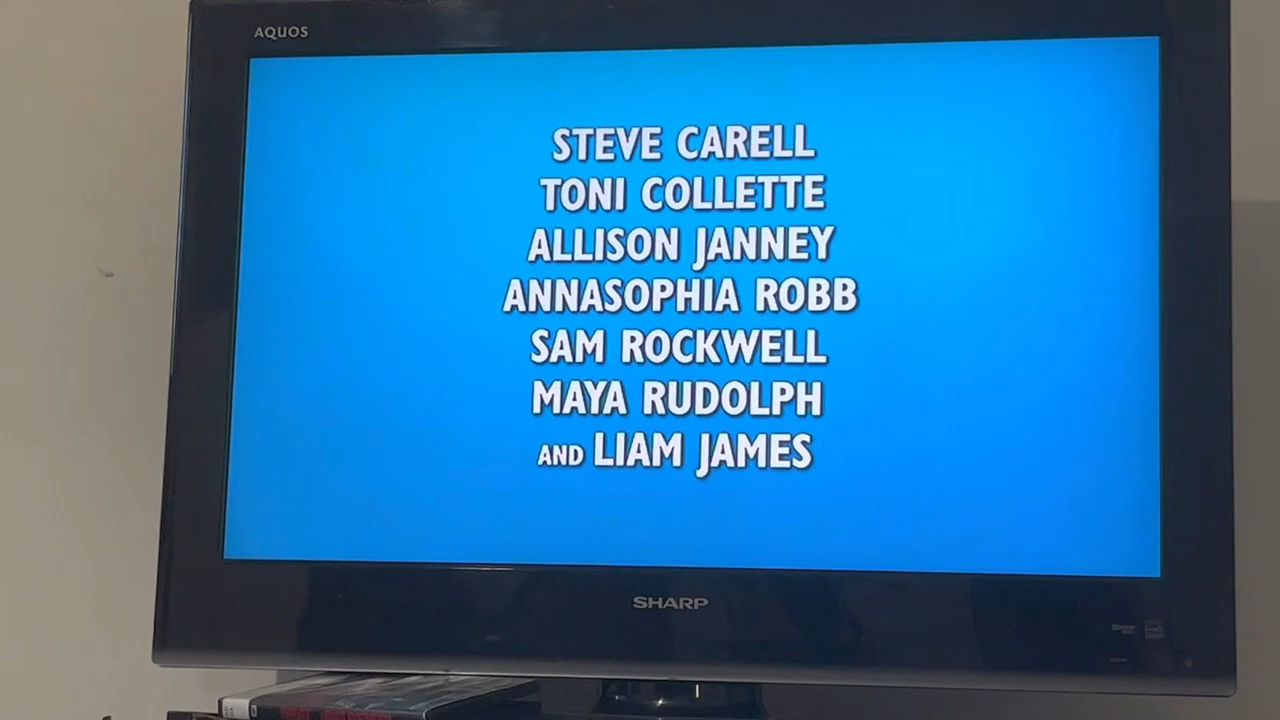 AQUOS
STEVE CARELL
TONI COLLETTE
ALLISON JANNEY
ANNASOPHIA ROBB
SAM ROCKWELL
MAYA RUDOLPH
AND LIAM JAMES
SHARP